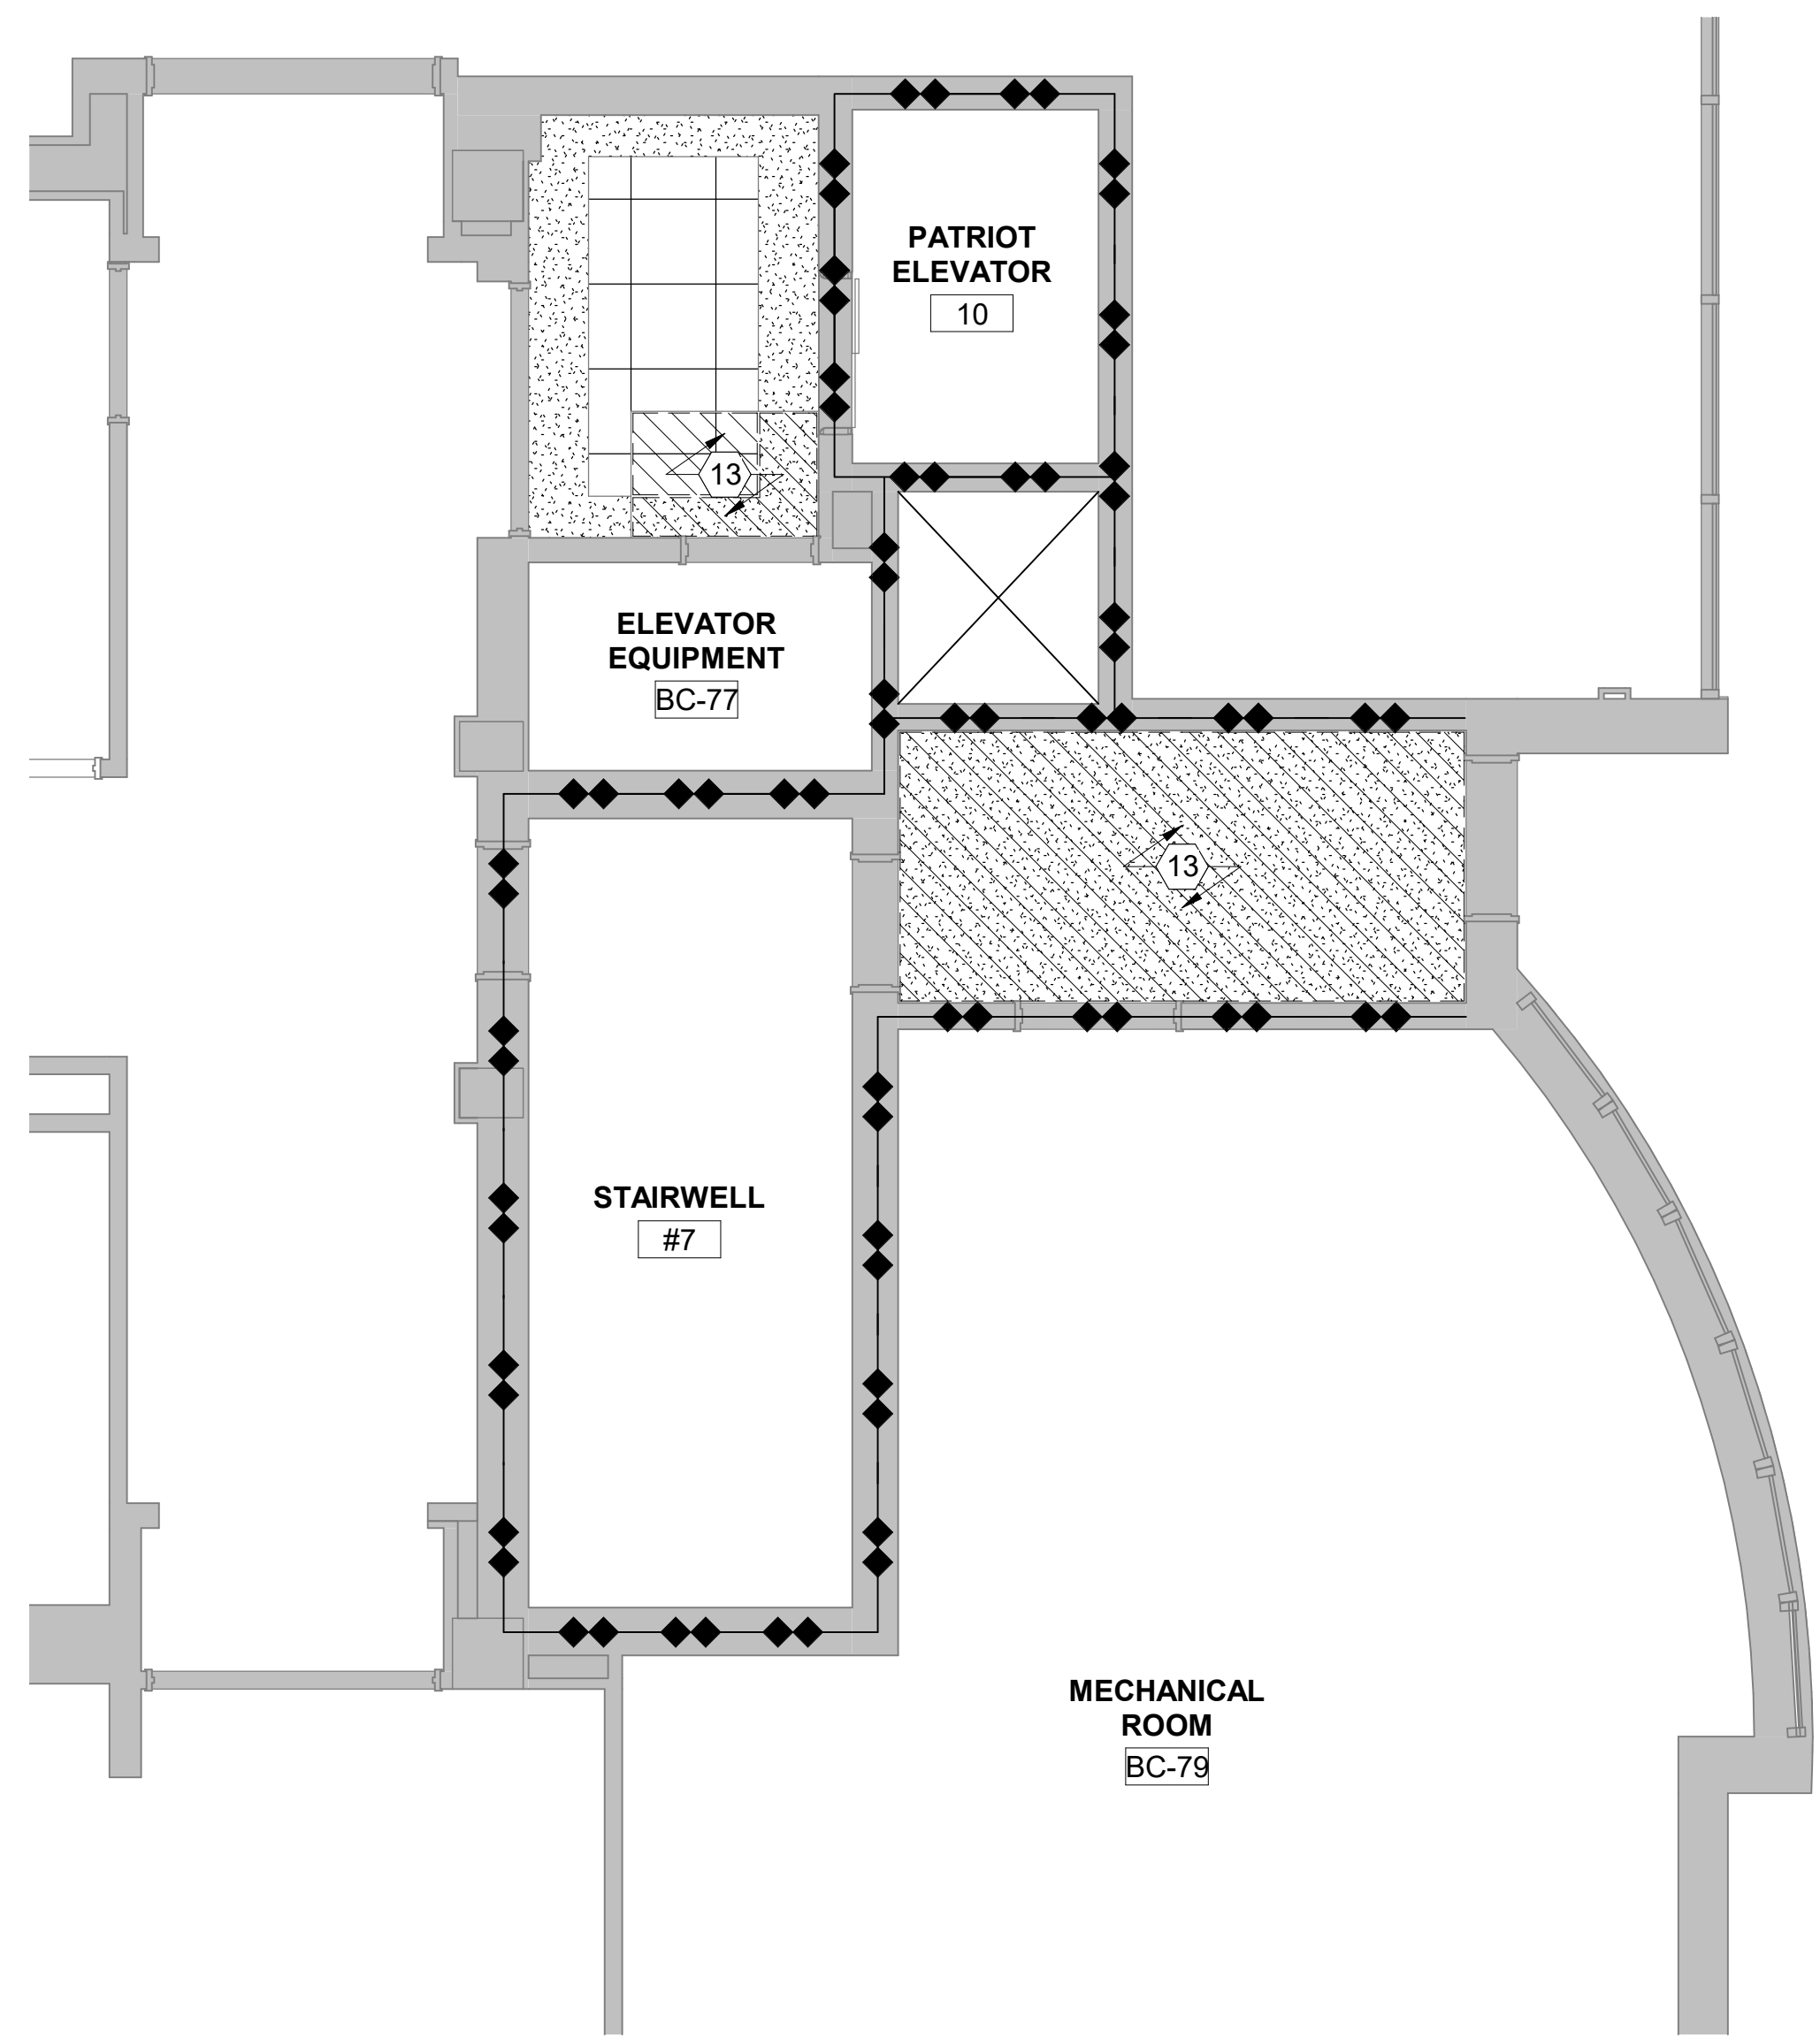 PATRIOT
ELEVATOR
10
13
ELEVATOR
EQUIPMENT
BC-77
13
STAIRWELL
#7
MECHANICAL
ROOM
BC-79